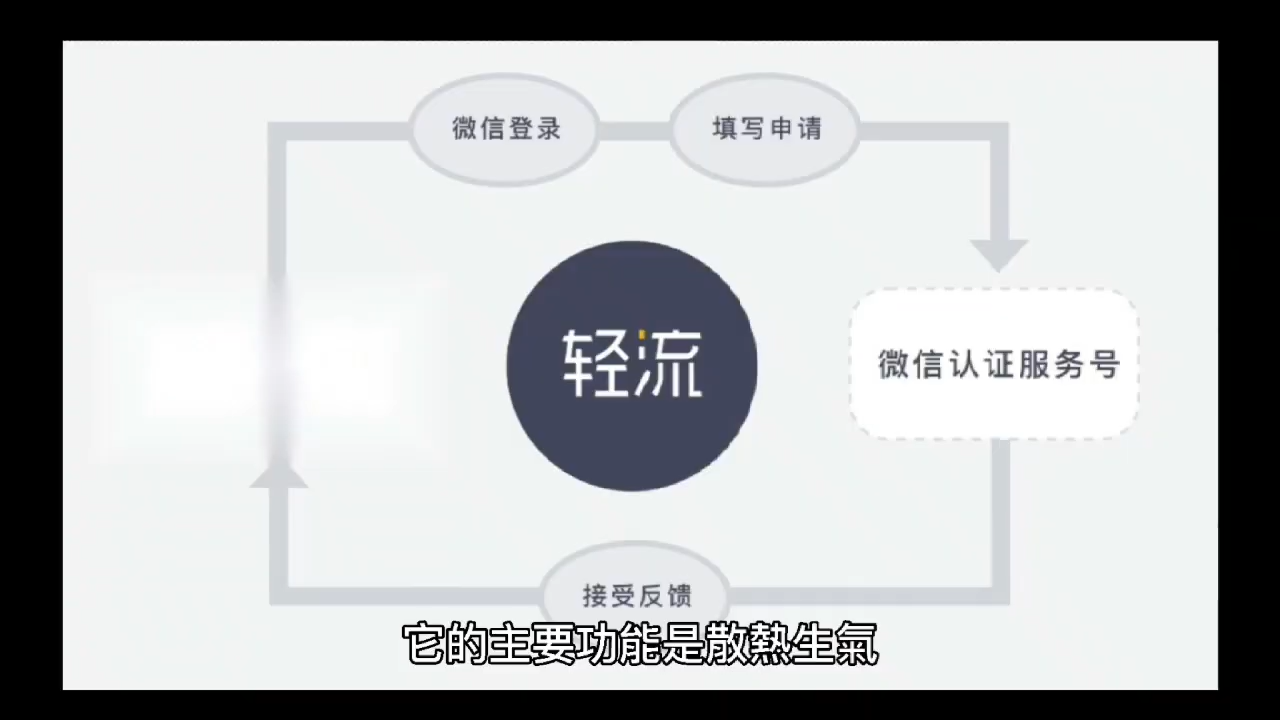 微信登录
填写申请
轻流
微信认证服务号
接受反馈
它的主要功能是散熱生氣